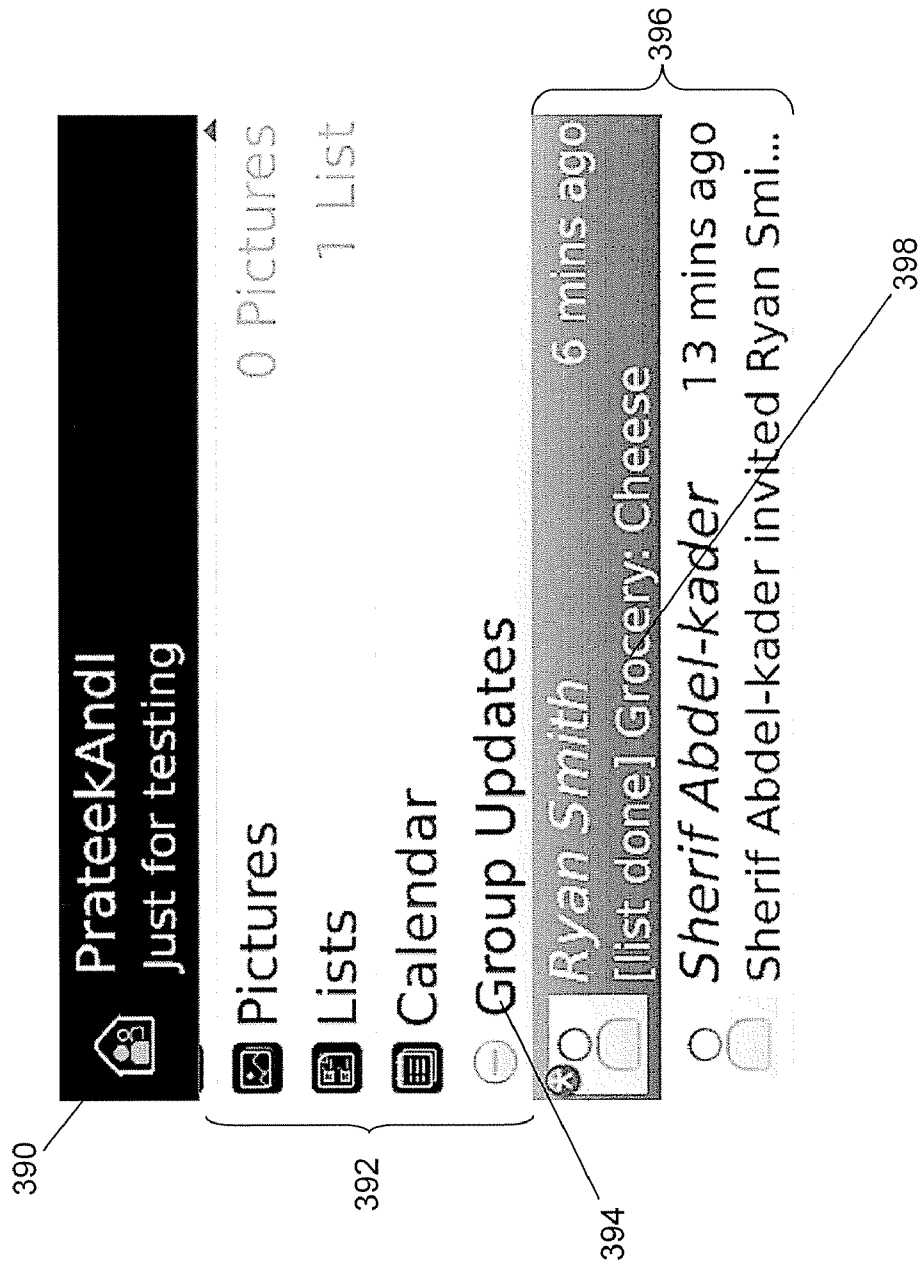 390
PrateekAndI
Just for testing
Pictures 0 Pictures
Lists 1 List
Calendar
Group Updates
Ryan Smith 6 mins ago
[list done] Grocery: Cheese
Sherif Abdel-kader 13 mins ago
Sherif Abdel-kader invited Ryan Smi...
392
394
396
398